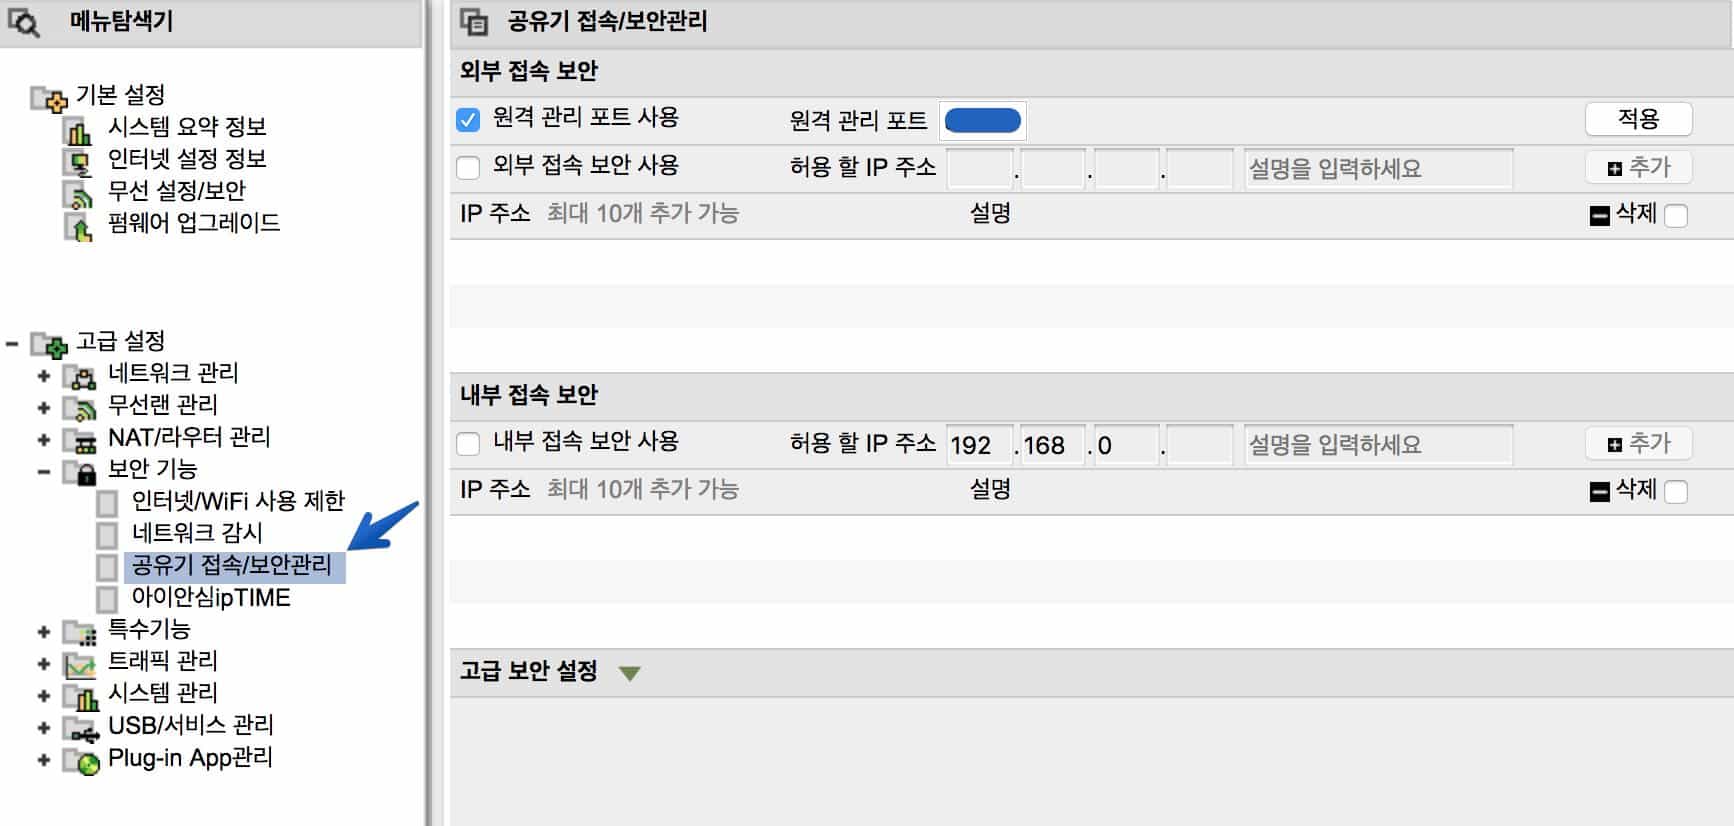 메뉴탐색기
기본 설정
시스템 요약 정보
인터넷 설정 정보
무선 설정/보안
펌웨어 업그레이드
고급 설정
네트워크 관리
무선랜 관리
NAT/라우터 관리
보안 기능
인터넷/WiFi 사용 제한
네트워크 감시
공유기 접속/보안관리
아이안심ipTIME
특수기능
트래픽 관리
시스템 관리
USB/서비스 관리
Plug-in App관리
공유기 접속/보안관리
외부 접속 보안
원격 관리 포트 사용 원격 관리 포트 적용
외부 접속 보안 사용 허용 할 IP 주소 . . . 설명을 입력하세요 추가
IP 주소 최대 10개 추가 가능 설명 삭제
내부 접속 보안
내부 접속 보안 사용 허용 할 IP 주소 192 . 168 . 0 . 설명을 입력하세요 추가
IP 주소 최대 10개 추가 가능 설명 삭제
고급 보안 설정